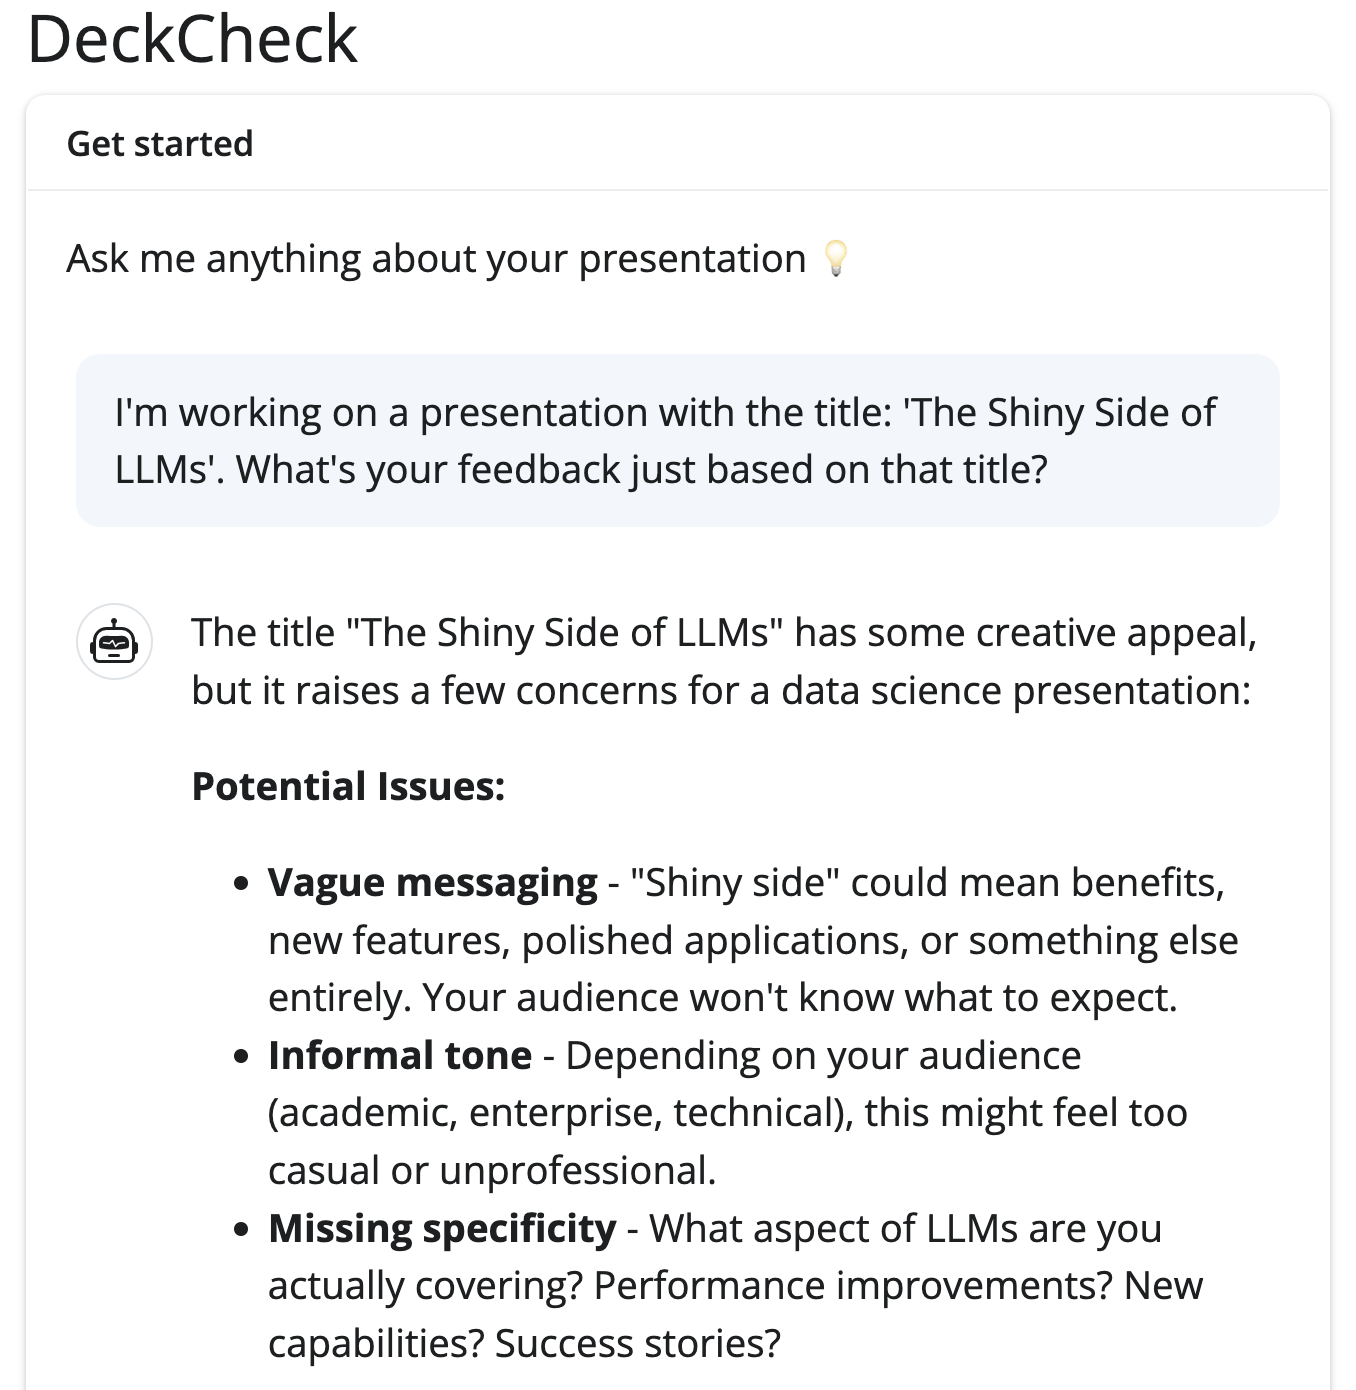 DeckCheck
Get started
Ask me anything about your presentation 💡
I'm working on a presentation with the title: 'The Shiny Side of
LLMs'. What's your feedback just based on that title?
The title "The Shiny Side of LLMs" has some creative appeal,
but it raises a few concerns for a data science presentation:
Potential Issues:
• Vague messaging - "Shiny side" could mean benefits,
new features, polished applications, or something else
entirely. Your audience won't know what to expect.
• Informal tone - Depending on your audience
(academic, enterprise, technical), this might feel too
casual or unprofessional.
• Missing specificity - What aspect of LLMs are you
actually covering? Performance improvements? New
capabilities? Success stories?